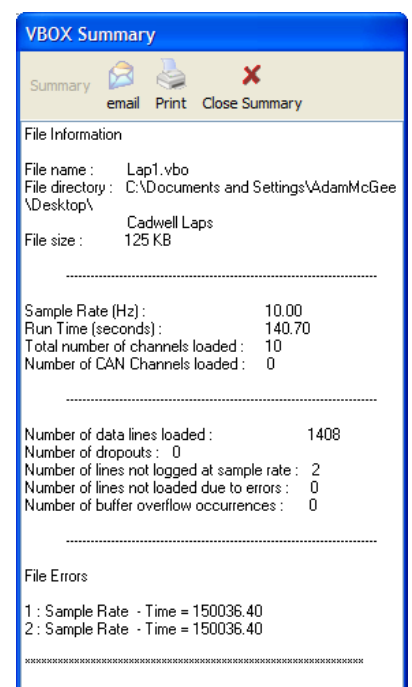 VBOX Summary
Summary email Print Close Summary
File Information
File name : Lap1.vbo
File directory : C:\Documents and Settings\AdamMcGee
\Desktop\
Cadwell Laps
File size : 125 KB
Sample Rate (Hz) : 10.00
Run Time (seconds) : 140.70
Total number of channels loaded : 10
Number of CAN Channels loaded : 0
Number of data lines loaded : 1408
Number of dropouts : 0
Number of lines not logged at sample rate : 2
Number of lines not loaded due to errors : 0
Number of buffer overflow occurrences : 0
File Errors
1 : Sample Rate - Time = 150036.40
2 : Sample Rate - Time = 150036.40